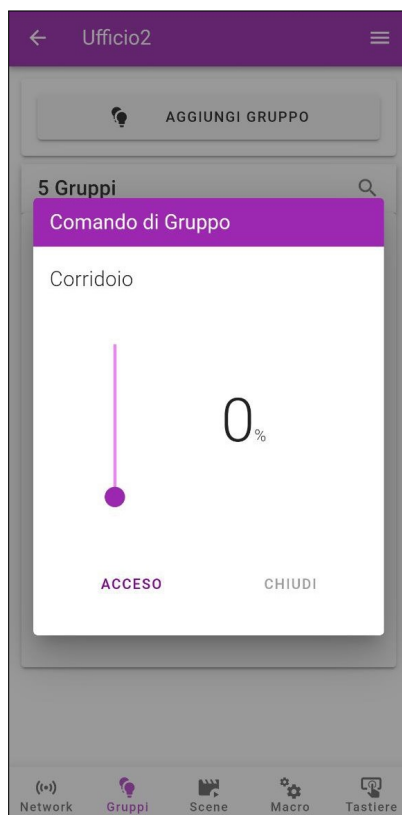 Ufficio2
AGGIUNGI GRUPPO
5 Gruppi
Comando di Gruppo
Corridoio
0%
ACCESO CHIUDI
Network Gruppi Scene Macro Tastiere